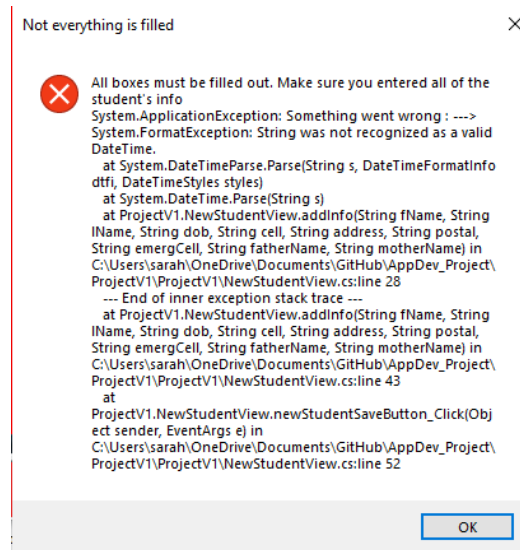 Not everything is filled
All boxes must be filled out. Make sure you entered all of the
student's info
System.ApplicationException: Something went wrong : --->
System.FormatException: String was not recognized as a valid
DateTime.
at System.DateTimeParse.Parse(String s, DateTimeFormatInfo
dtfi, DateTimeStyles styles)
at System.DateTime.Parse(String s)
at ProjectV1.NewStudentView.addInfo(String fName, String
lName, String dob, String cell, String address, String postal,
String emergCell, String fatherName, String motherName) in
C:\Users\sarah\OneDrive\Documents\GitHub\AppDev_Project\
ProjectV1\ProjectV1\NewStudentView.cs:line 28
--- End of inner exception stack trace ---
at ProjectV1.NewStudentView.addInfo(String fName, String
lName, String dob, String cell, String address, String postal,
String emergCell, String fatherName, String motherName) in
C:\Users\sarah\OneDrive\Documents\GitHub\AppDev_Project\
ProjectV1\ProjectV1\NewStudentView.cs:line 43
at
ProjectV1.NewStudentView.newStudentSaveButton_Click(Obj
ect sender, EventArgs e) in
C:\Users\sarah\OneDrive\Documents\GitHub\AppDev_Project\
ProjectV1\ProjectV1\NewStudentView.cs:line 52
OK